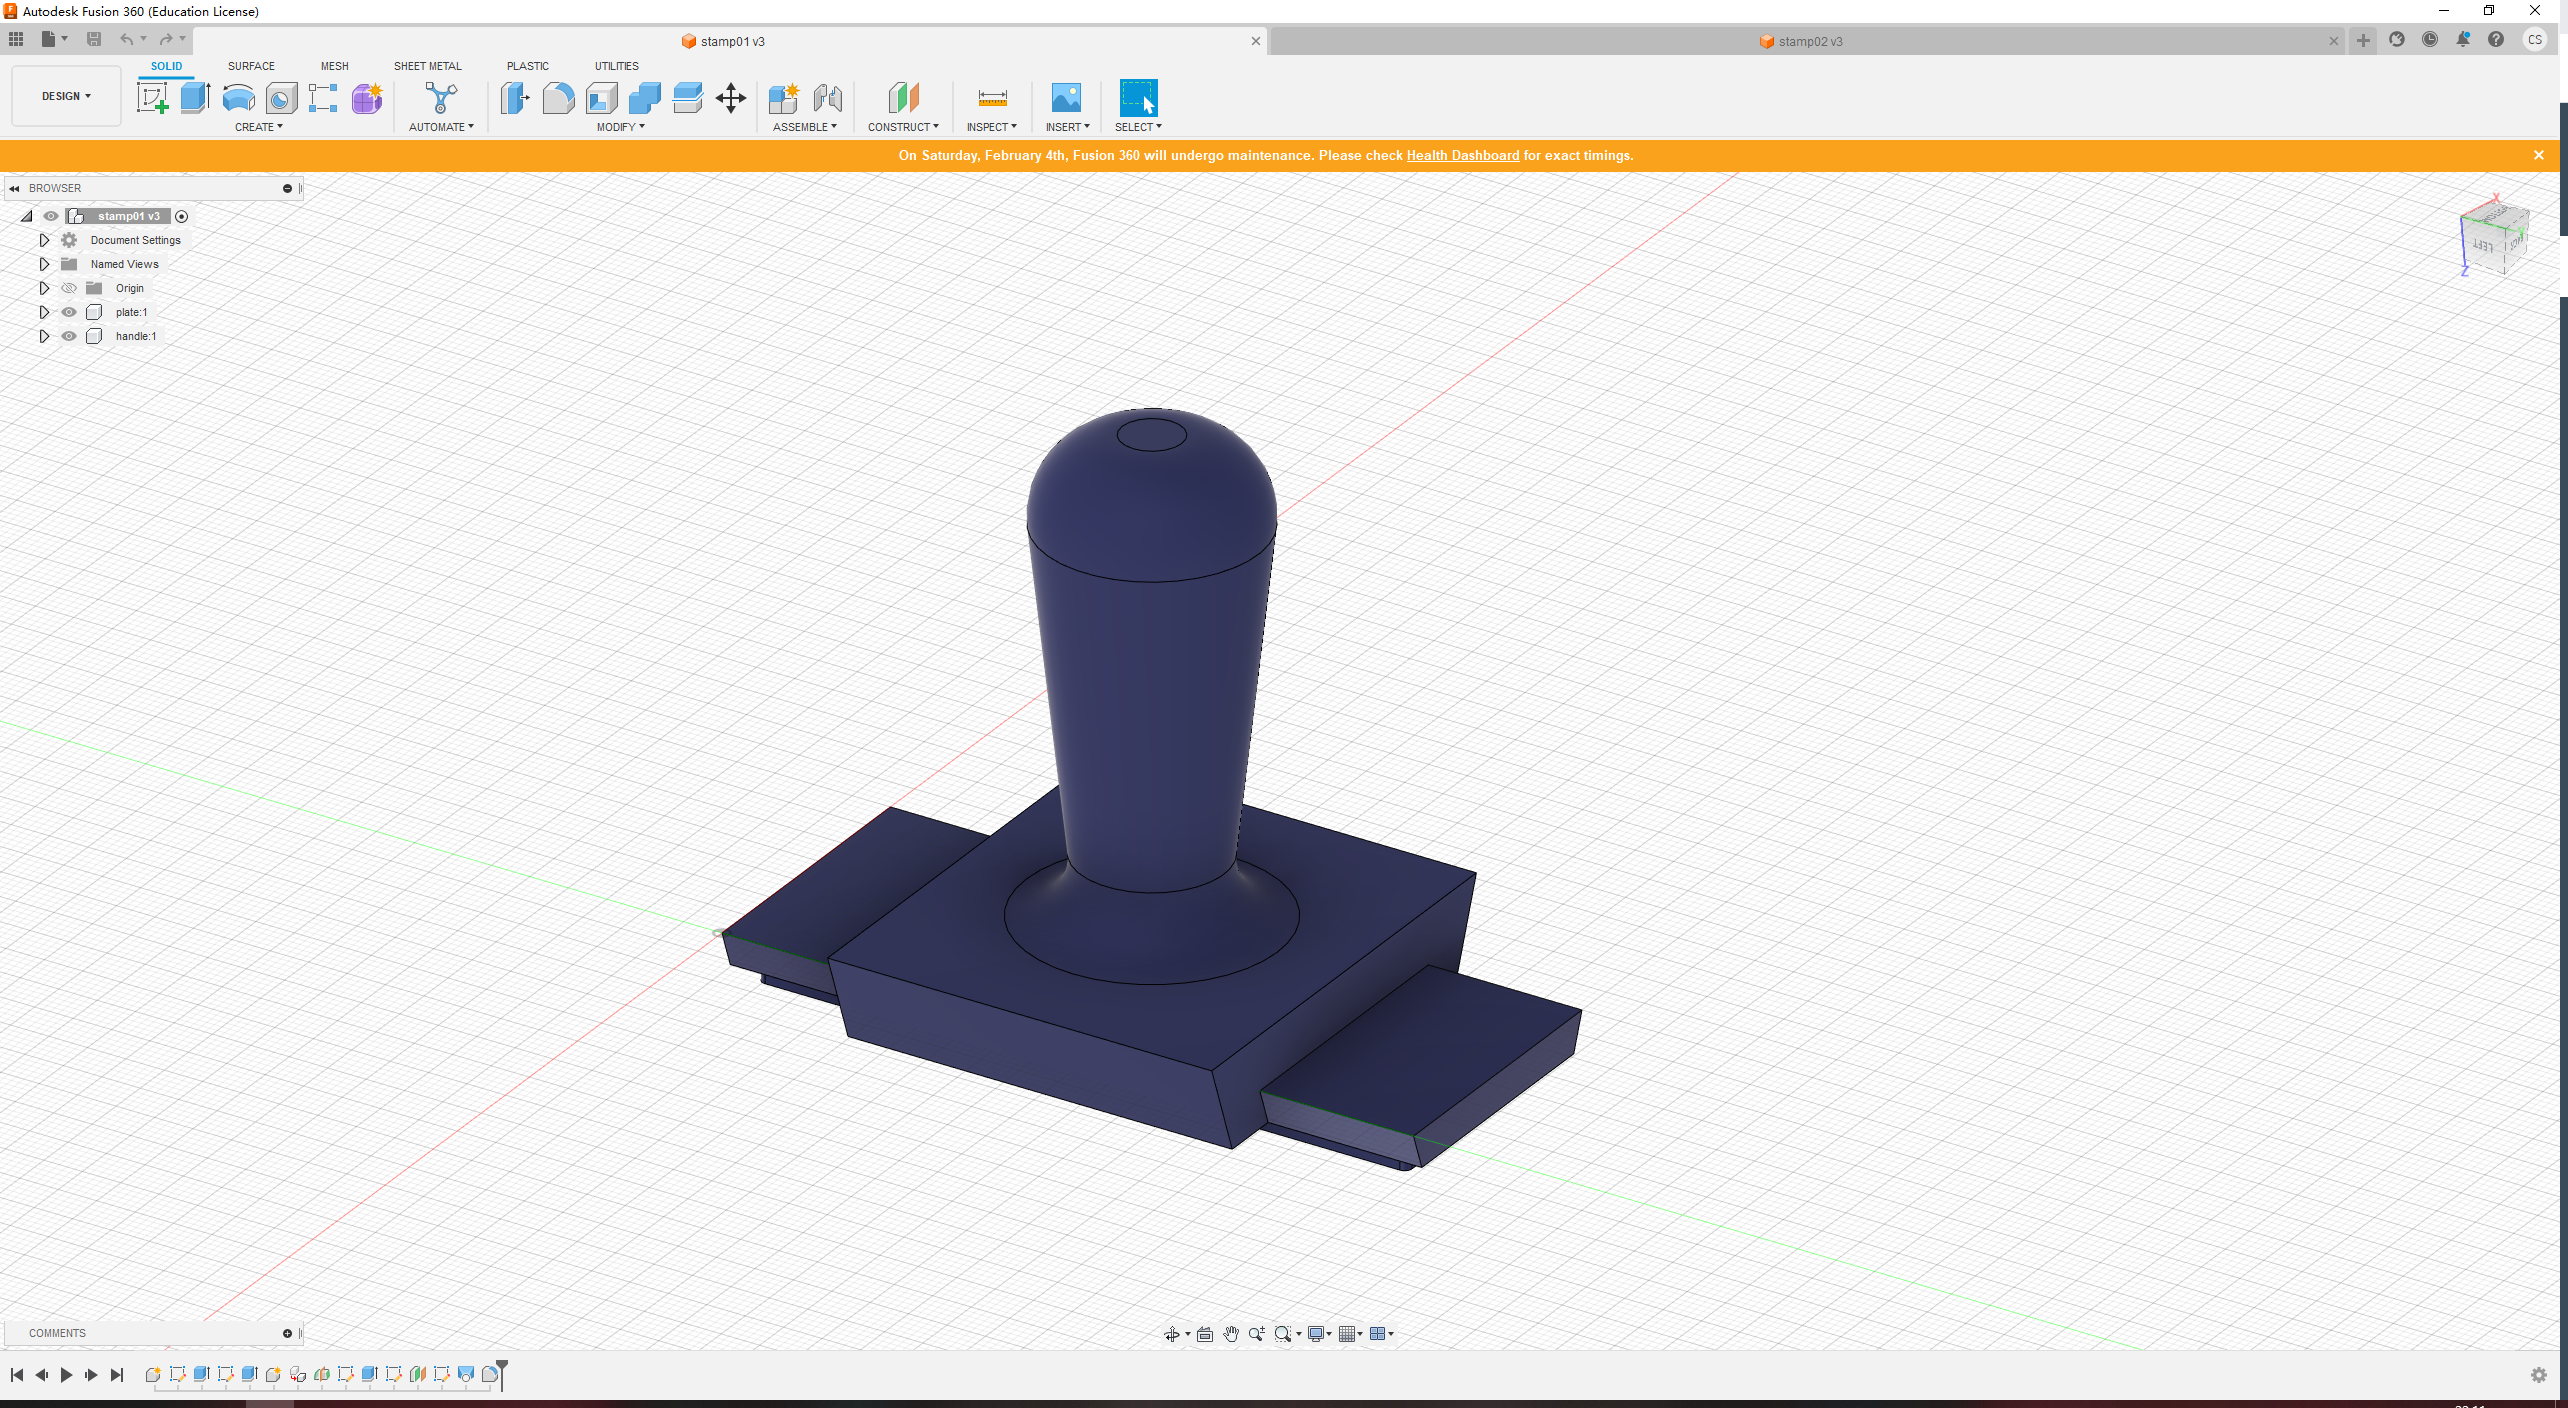 Autodesk Fusion 360 (Education License)
stamp01 v3
stamp02 v3
CS
DESIGN
SOLID
SURFACE
MESH
SHEET METAL
PLASTIC
UTILITIES
CREATE
AUTOMATE
MODIFY
ASSEMBLE
CONSTRUCT
INSPECT
INSERT
SELECT
On Saturday, February 4th, Fusion 360 will undergo maintenance. Please check Health Dashboard for exact timings.
BROWSER
stamp01 v3
Document Settings
Named Views
Origin
plate:1
handle:1
X
LEFT
Z
COMMENTS